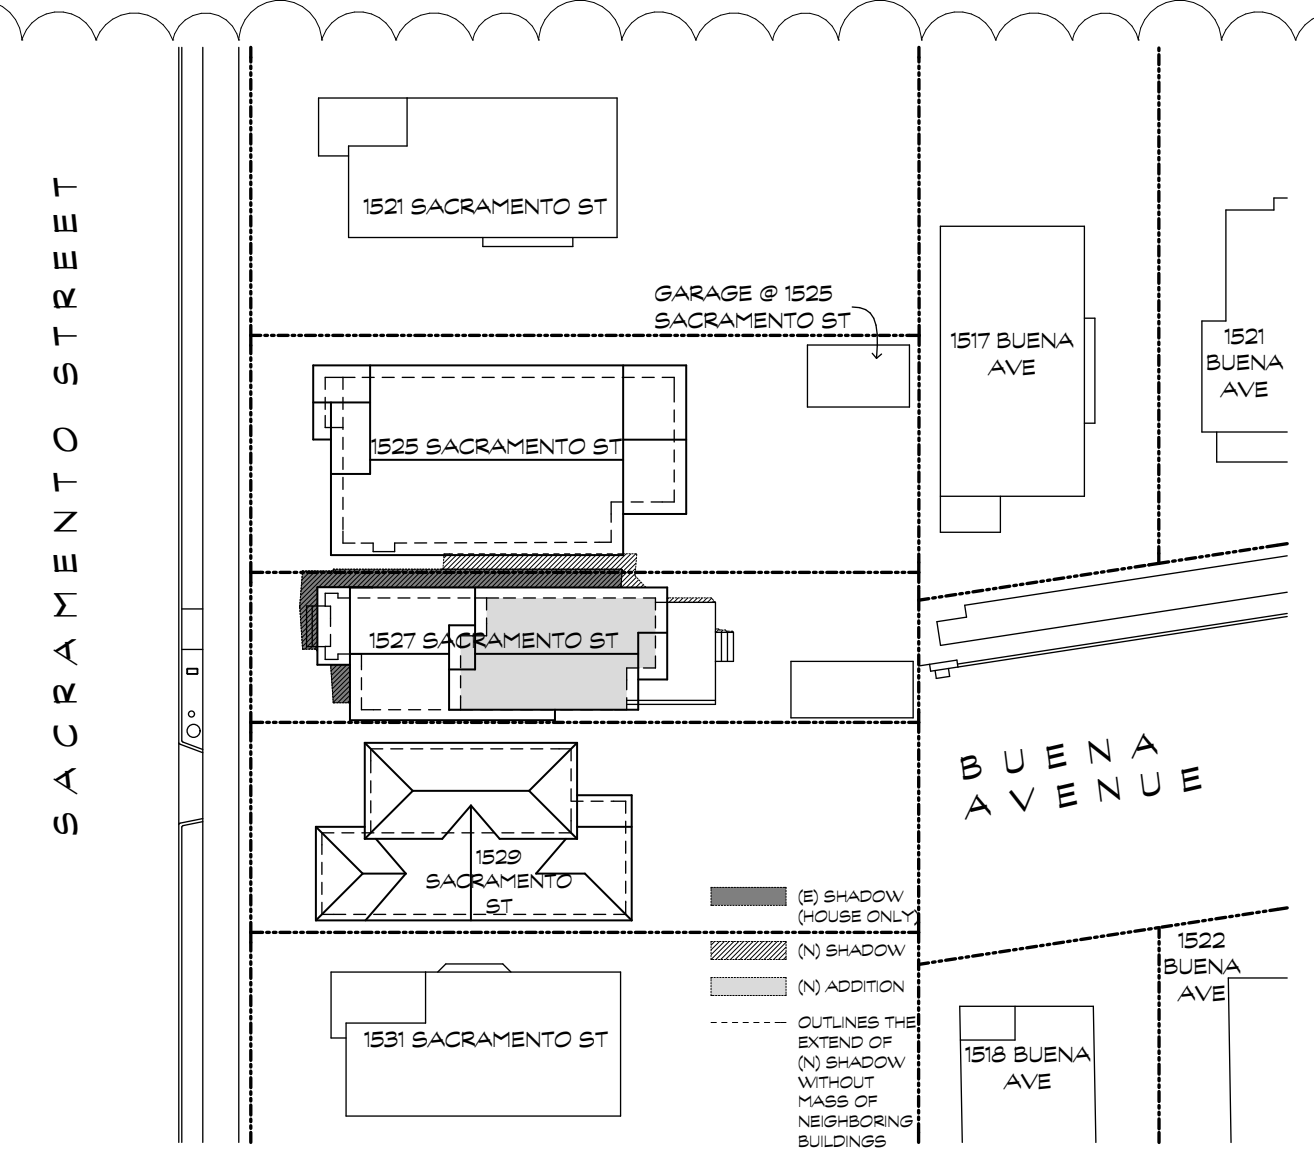 SACRAMENTO STREET
1521 SACRAMENTO ST
GARAGE @ 1525
SACRAMENTO ST
1517 BUENA
AVE
1521
BUENA
AVE
1525 SACRAMENTO ST
1527 SACRAMENTO ST
BUENA
AVENUE
1529
SACRAMENTO
ST
(E) SHADOW
(HOUSE ONLY)
(N) SHADOW
(N) ADDITION
OUTLINES THE
EXTEND OF
(N) SHADOW
WITHOUT
MASS OF
NEIGHBORING
BUILDINGS
1522
BUENA
AVE
1531 SACRAMENTO ST
1518 BUENA
AVE